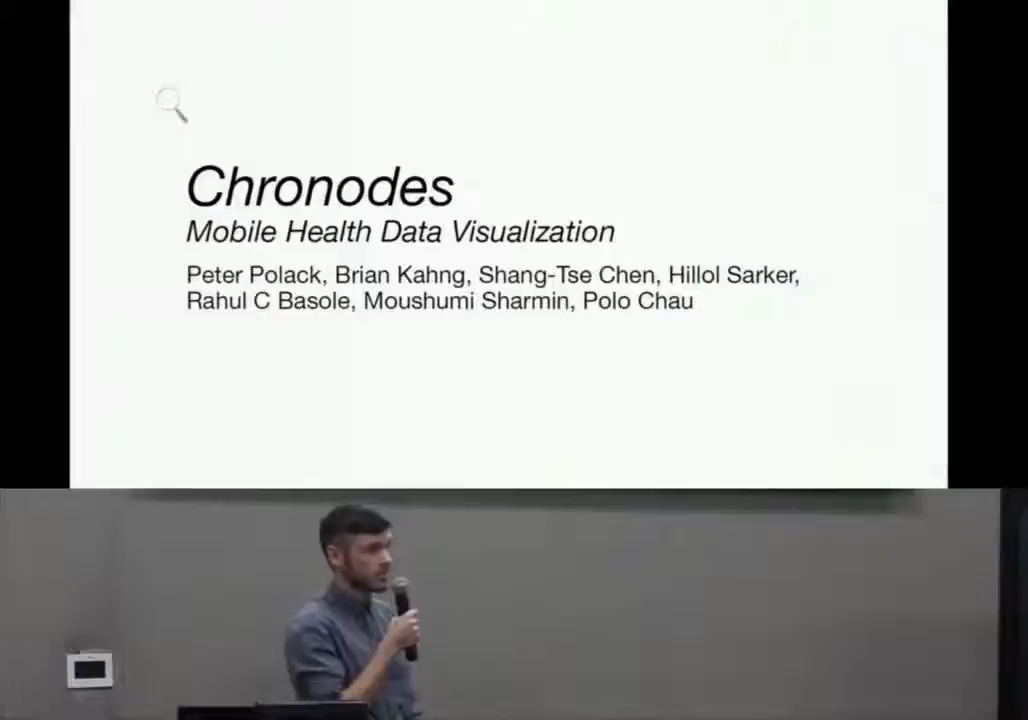 Chronodes
Mobile Health Data Visualization
Peter Polack, Brian Kahng, Shang-Tse Chen, Hillol Sarker,
Rahul C Basole, Moushumi Sharmin, Polo Chau